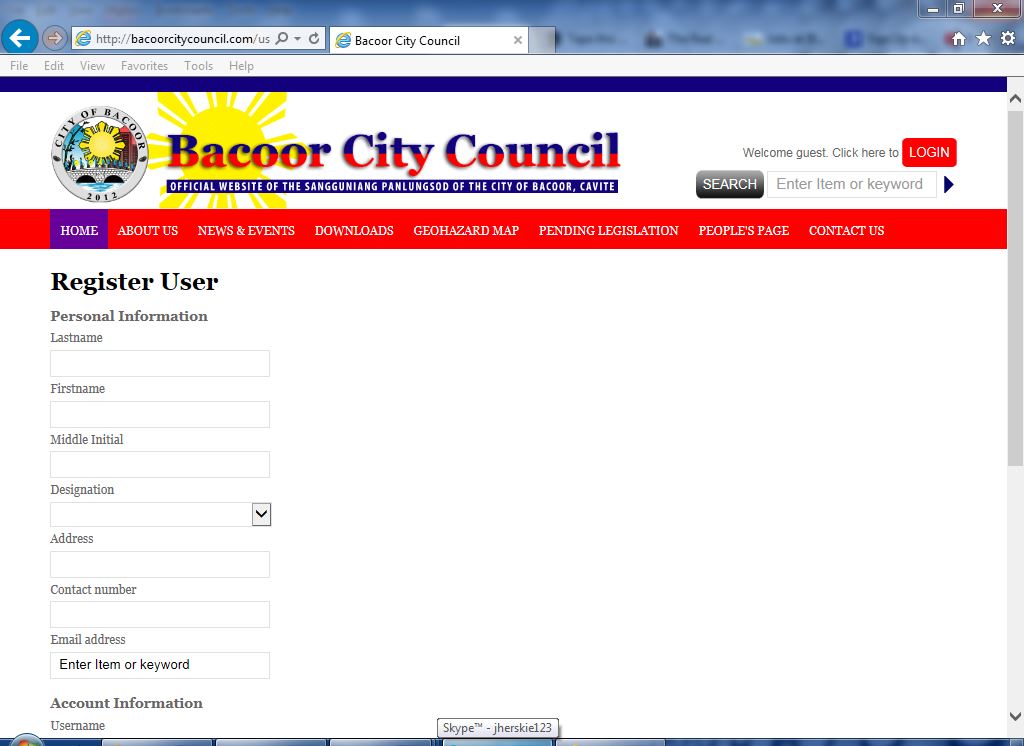 http://bacoorcitycouncil.com/us
Bacoor City Council
File Edit View Favorites Tools Help
CITY OF BACOOR
2012
Bacoor City Council
OFFICIAL WEBSITE OF THE SANGGUNIANG PANLUNGSOD OF THE CITY OF BACOOR, CAVITE
Welcome guest. Click here to LOGIN
SEARCH Enter Item or keyword
HOME ABOUT US NEWS & EVENTS DOWNLOADS GEOHAZARD MAP PENDING LEGISLATION PEOPLE'S PAGE CONTACT US
Register User
Personal Information
Lastname
Firstname
Middle Initial
Designation
Address
Contact number
Email address
Enter Item or keyword
Account Information
Username
Skype™ - jherskie123